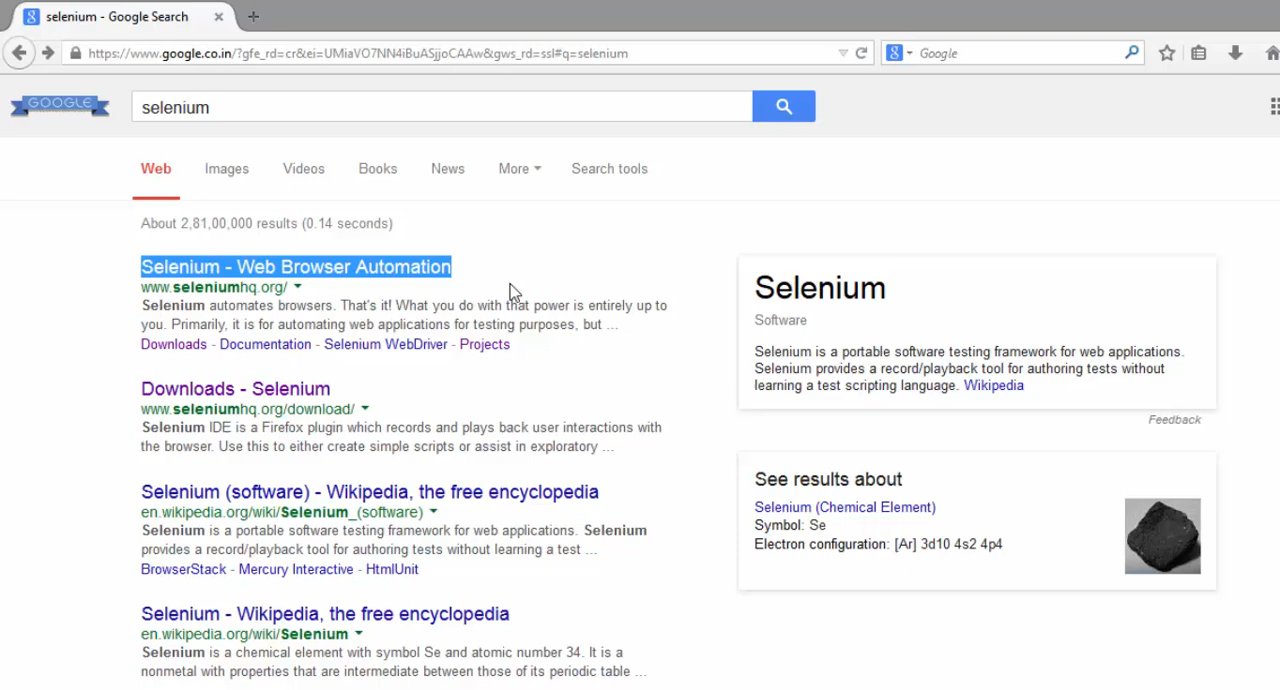 selenium - Google Search
https://www.google.co.in/?gfe_rd=cr&ei=UMiaVO7NN4iBuASjjoCAAw&gws_rd=ssl#q=selenium
Google
GOOGLE
selenium
Web Images Videos Books News More Search tools
About 2,81,00,000 results (0.14 seconds)
Selenium - Web Browser Automation
www.seleniumhq.org/
Selenium automates browsers. That's it! What you do with that power is entirely up to
you. Primarily, it is for automating web applications for testing purposes, but ...
Downloads - Documentation - Selenium WebDriver - Projects
Downloads - Selenium
www.seleniumhq.org/download/
Selenium IDE is a Firefox plugin which records and plays back user interactions with
the browser. Use this to either create simple scripts or assist in exploratory ...
Selenium (software) - Wikipedia, the free encyclopedia
en.wikipedia.org/wiki/Selenium_(software)
Selenium is a portable software testing framework for web applications. Selenium
provides a record/playback tool for authoring tests without learning a test ...
BrowserStack - Mercury Interactive - HtmlUnit
Selenium - Wikipedia, the free encyclopedia
en.wikipedia.org/wiki/Selenium
Selenium is a chemical element with symbol Se and atomic number 34. It is a
nonmetal with properties that are intermediate between those of its periodic table ...
Selenium
Software
Selenium is a portable software testing framework for web applications.
Selenium provides a record/playback tool for authoring tests without
learning a test scripting language. Wikipedia
Feedback
See results about
Selenium (Chemical Element)
Symbol: Se
Electron configuration: [Ar] 3d10 4s2 4p4